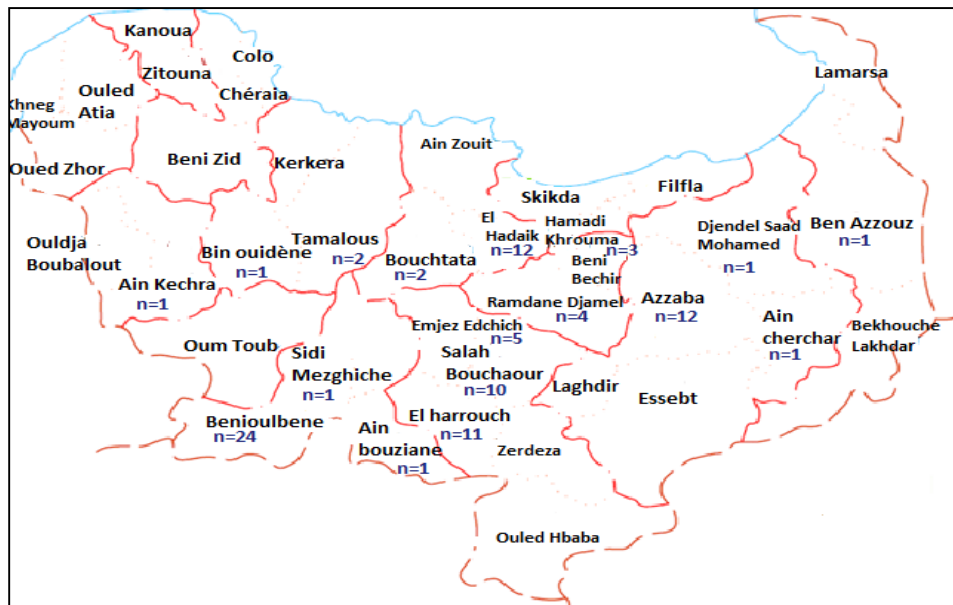 Kanoua
Colo
Zitouna
Chéraia
Lamarsa
Ouled
Atia
Khneg
Mayoum
Oued Zhor
Beni Zid
Kerkera
Ain Zouit
Skikda
Filfla
El
Hadaik
n=12
Hamadi
Khrouma
n=3
Beni
Bechir
Djendel Saad
Mohamed
n=1
Ben Azzouz
n=1
Ouldja
Boubalout
Bin ouidène
n=1
Tamalous
n=2
Bouchtata
n=2
Ain Kechra
n=1
Ramdane Djamel
n=4
Azzaba
n=12
Ain
cherchar
n=1
Bekhouche
Lakhdar
Emjez Edchich
n=5
Oum Toub
Sidi
Mezghiche
n=1
Salah
Bouchaour
n=10
Laghdir
Essebt
Benioulbene
n=24
Ain
bouziane
n=1
El harrouch
n=11
Zerdeza
Ouled Hbaba